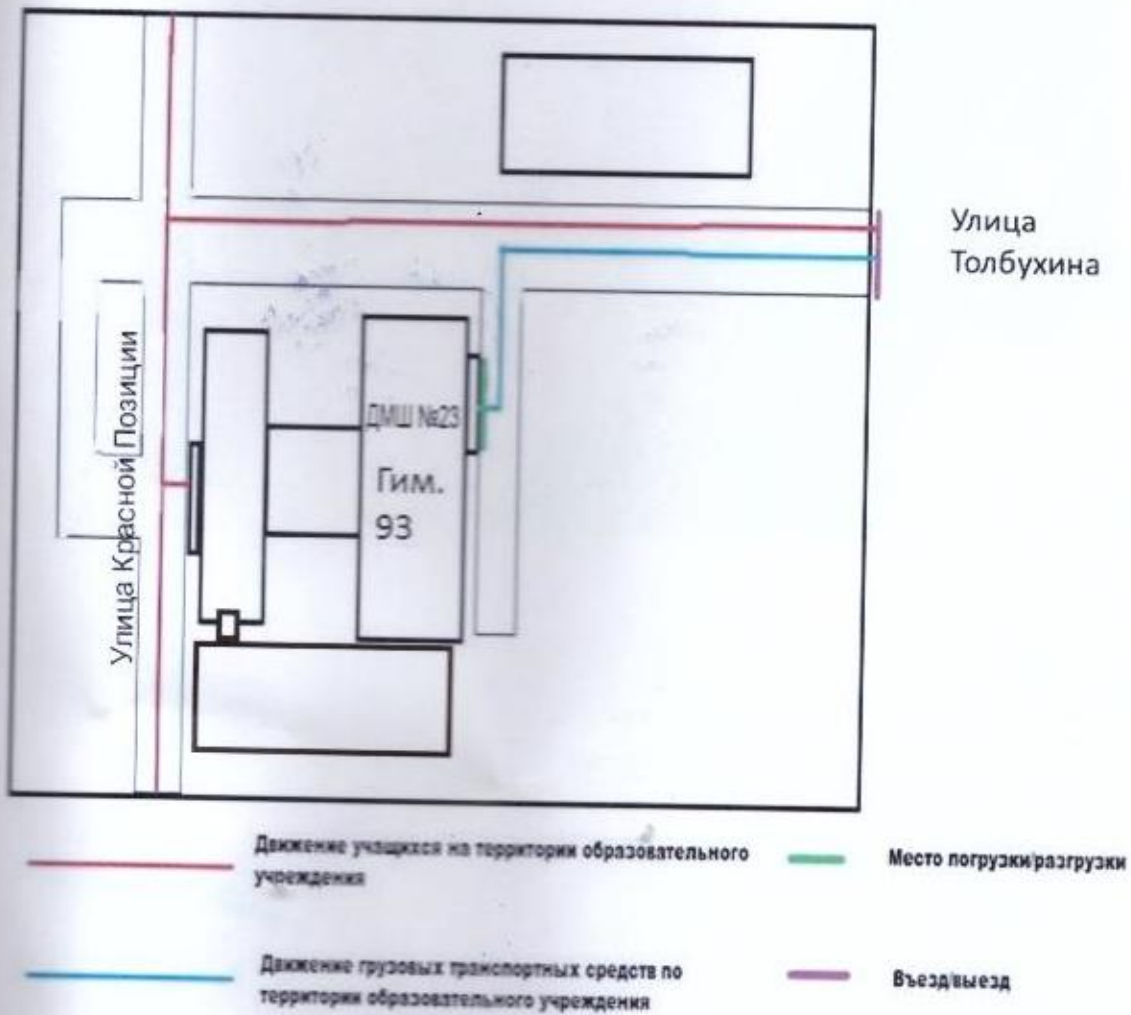 Улица
Толбухина
Улица Красной Позиции
ДМШ №23
Гим.
93
Движение учащихся на территории образовательного
учреждения
Место погрузки/разгрузки
Движение грузовых транспортных средств по
территории образовательного учреждения
Въезд/выезд